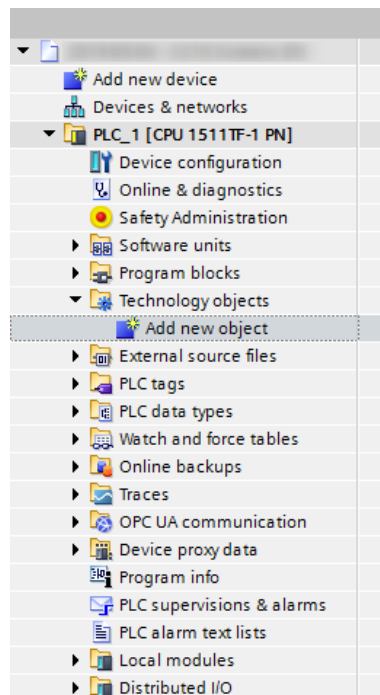 Add new device
Devices & networks
PLC_1 [CPU 1511TF-1 PN]
Device configuration
Online & diagnostics
Safety Administration
Software units
Program blocks
Technology objects
Add new object
External source files
PLC tags
PLC data types
Watch and force tables
Online backups
Traces
OPC UA communication
Device proxy data
Program info
PLC supervisions & alarms
PLC alarm text lists
Local modules
Distributed I/O